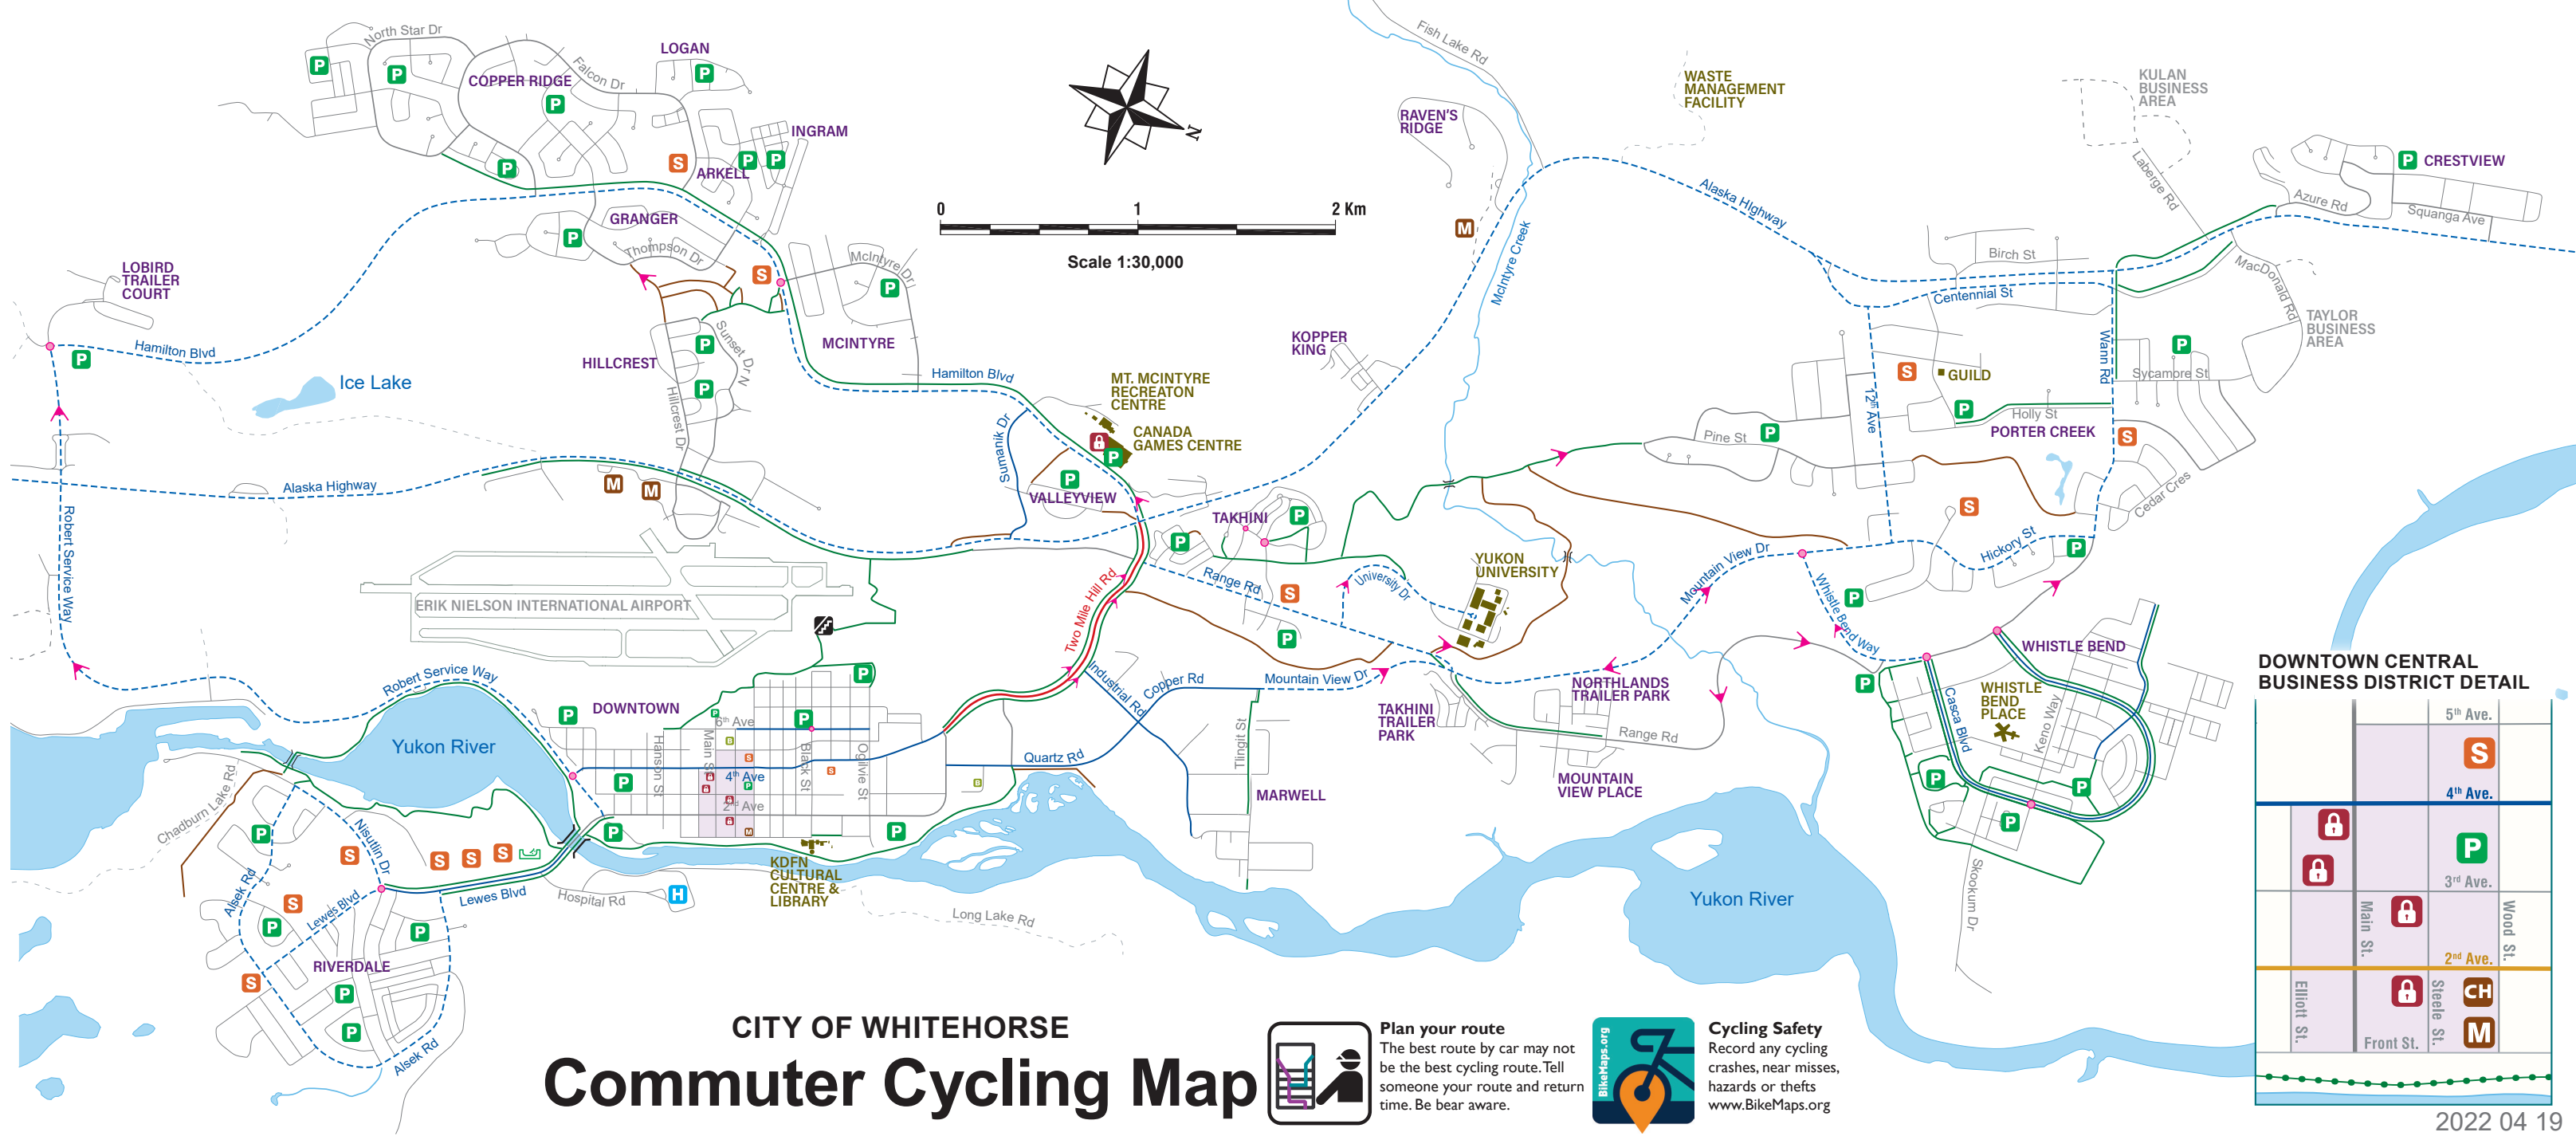 North Star Dr
COPPER RIDGE
Falcon Dr
LOGAN
P
P
P
P
P
INGRAM
S
P
P
ARKELL
GRANGER
P
Thompson Dr
S
McIntyre Dr
P
MCINTYRE
LOBIRD
TRAILER
COURT
P
Hamilton Blvd
Ice Lake
HILLCREST
P
P
Sunset Dr N
Hillcrest Dr
Hamilton Blvd
N
0
1
2 Km
Scale 1:30,000
Fish Lake Rd
RAVEN'S
RIDGE
M
McIntyre Creek
WASTE
MANAGEMENT
FACILITY
Alaska HIghway
KULAN
BUSINESS
AREA
Laberge Rd
P
CRESTVIEW
Azure Rd
Squanga Ave
Birch St
Centennial St
MacDonald Rd
TAYLOR
BUSINESS
AREA
Wann Rd
P
Sycamore St
S
GUILD
12th Ave
P
Holly St
PORTER CREEK
S
Pine St
P
Cedar Cres
S
Hickory St
P
KOPPER
KING
MT. MCINTYRE
RECREATON
CENTRE
CANADA
GAMES CENTRE
P
Sumanik Dr
P
VALLEYVIEW
TAKHINI
P
P
Alaska Highway
M
M
Robert Service Way
ERIK NIELSON INTERNATIONAL AIRPORT
Two Mile Hill Rd
Range Rd
S
P
University Dr
YUKON
UNIVERSITY
Mountain View Dr
Whistle Bend Way
P
P
WHISTLE BEND
WHISTLE
BEND
PLACE
Casca Blvd
Keno Way
P
P
P
Skookum Dr
Robert Service Way
Yukon River
P
DOWNTOWN
P
P
P
6th Ave
B
Hanson St
Main St
S
Black St
S
Ogilvie St
4th Ave
P
P
2nd Ave
M
P
P
B
KDFN
CULTURAL
CENTRE &
LIBRARY
Industrial Rd
Copper Rd
Quartz Rd
Mountain View Dr
Tlingit St
MARWELL
TAKHINI
TRAILER
PARK
NORTHLANDS
TRAILER PARK
Range Rd
MOUNTAIN
VIEW PLACE
Yukon River
Chadburn Lake Rd
P
Nisutlin Dr
S
S
S
S
Alsek Rd
S
Lewes Blvd
Lewes Blvd
P
P
S
RIVERDALE
P
P
Alsek Rd
Hospital Rd
H
Long Lake Rd
CITY OF WHITEHORSE
Commuter Cycling Map
Plan your route
The best route by car may not
be the best cycling route. Tell
someone your route and return
time. Be bear aware.
BikeMaps.org
Cycling Safety
Record any cycling
crashes, near misses,
hazards or thefts
www.BikeMaps.org
DOWNTOWN CENTRAL
BUSINESS DISTRICT DETAIL
5th Ave.
S
4th Ave.
P
3rd Ave.
Main St.
Wood St.
2nd Ave.
Elliott St.
Steele St.
CH
M
Front St.
2022 04 19